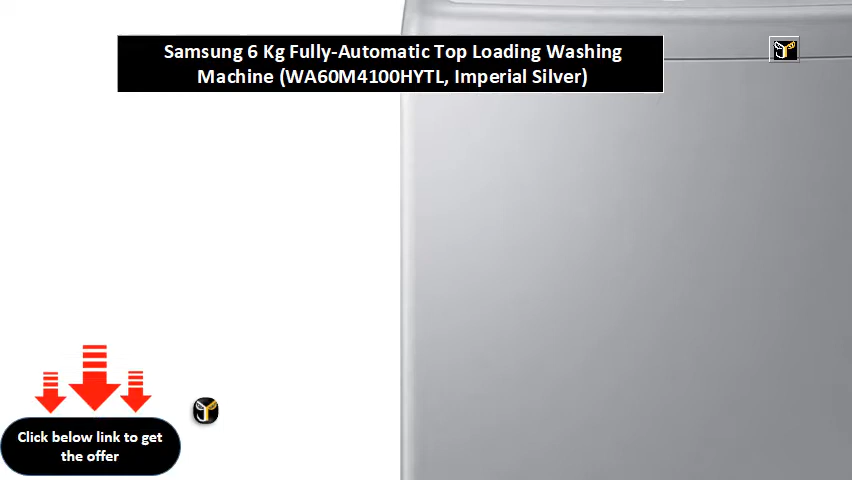 Samsung 6 Kg Fully-Automatic Top Loading Washing
Machine (WA60M4100HYTL, Imperial Silver)
Click below link to get
the offer